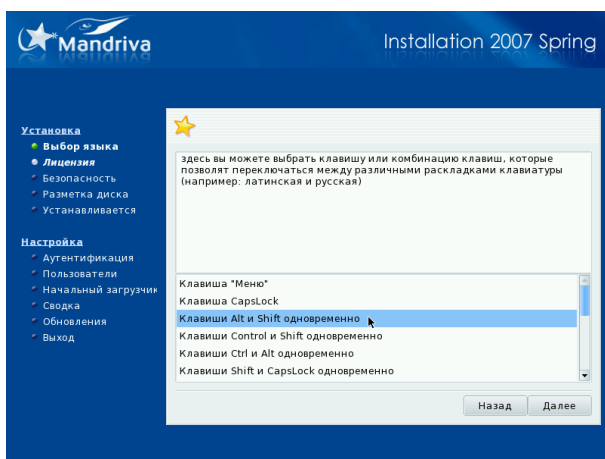 Mandriva
Installation 2007 Spring
Установка
Выбор языка
Лицензия
Безопасность
Разметка диска
Устанавливается
Настройка
Аутентификация
Пользователи
Начальный загрузчик
Сводка
Обновления
Выход
здесь вы можете выбрать клавишу или комбинацию клавиш, которые
позволят переключаться между различными раскладками клавиатуры
(например: латинская и русская)
Клавиша "Меню"
Клавиша CapsLock
Клавиши Alt и Shift одновременно
Клавиши Control и Shift одновременно
Клавиши Ctrl и Alt одновременно
Клавиши Shift и CapsLock одновременно
Назад Далее